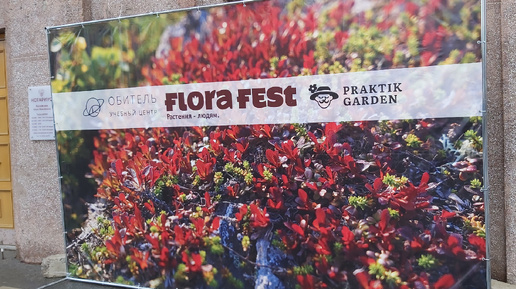 ОБИТЕЛЬ
УЧЕБНЫЙ ЦЕНТР
FLORA FEST
Растения - людям.
PRAKTIK
GARDEN